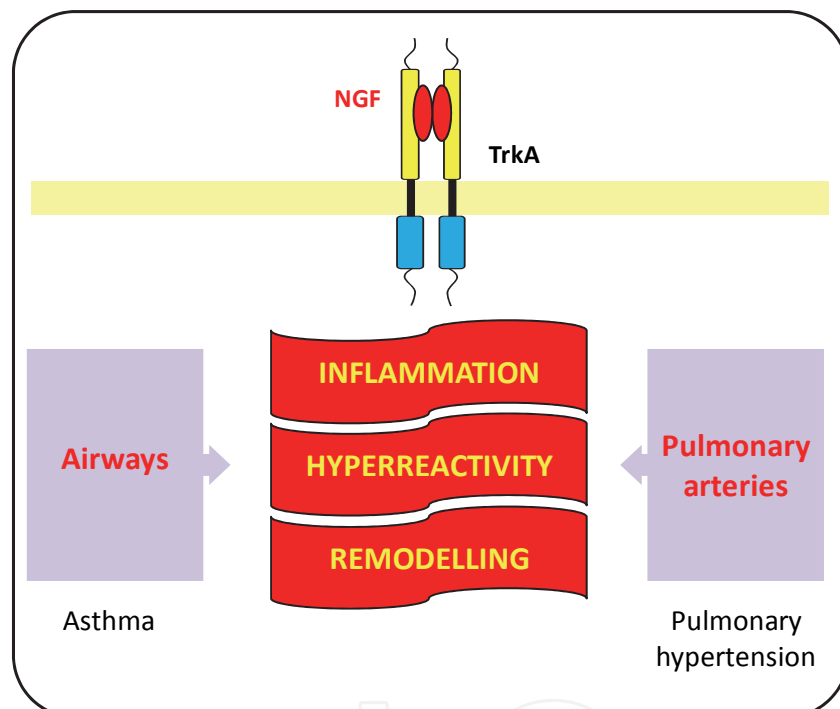 NGF
TrkA
INFLAMMATION
HYPERREACTIVITY
REMODELLING
Airways
Asthma
Pulmonary
arteries
Pulmonary
hypertension